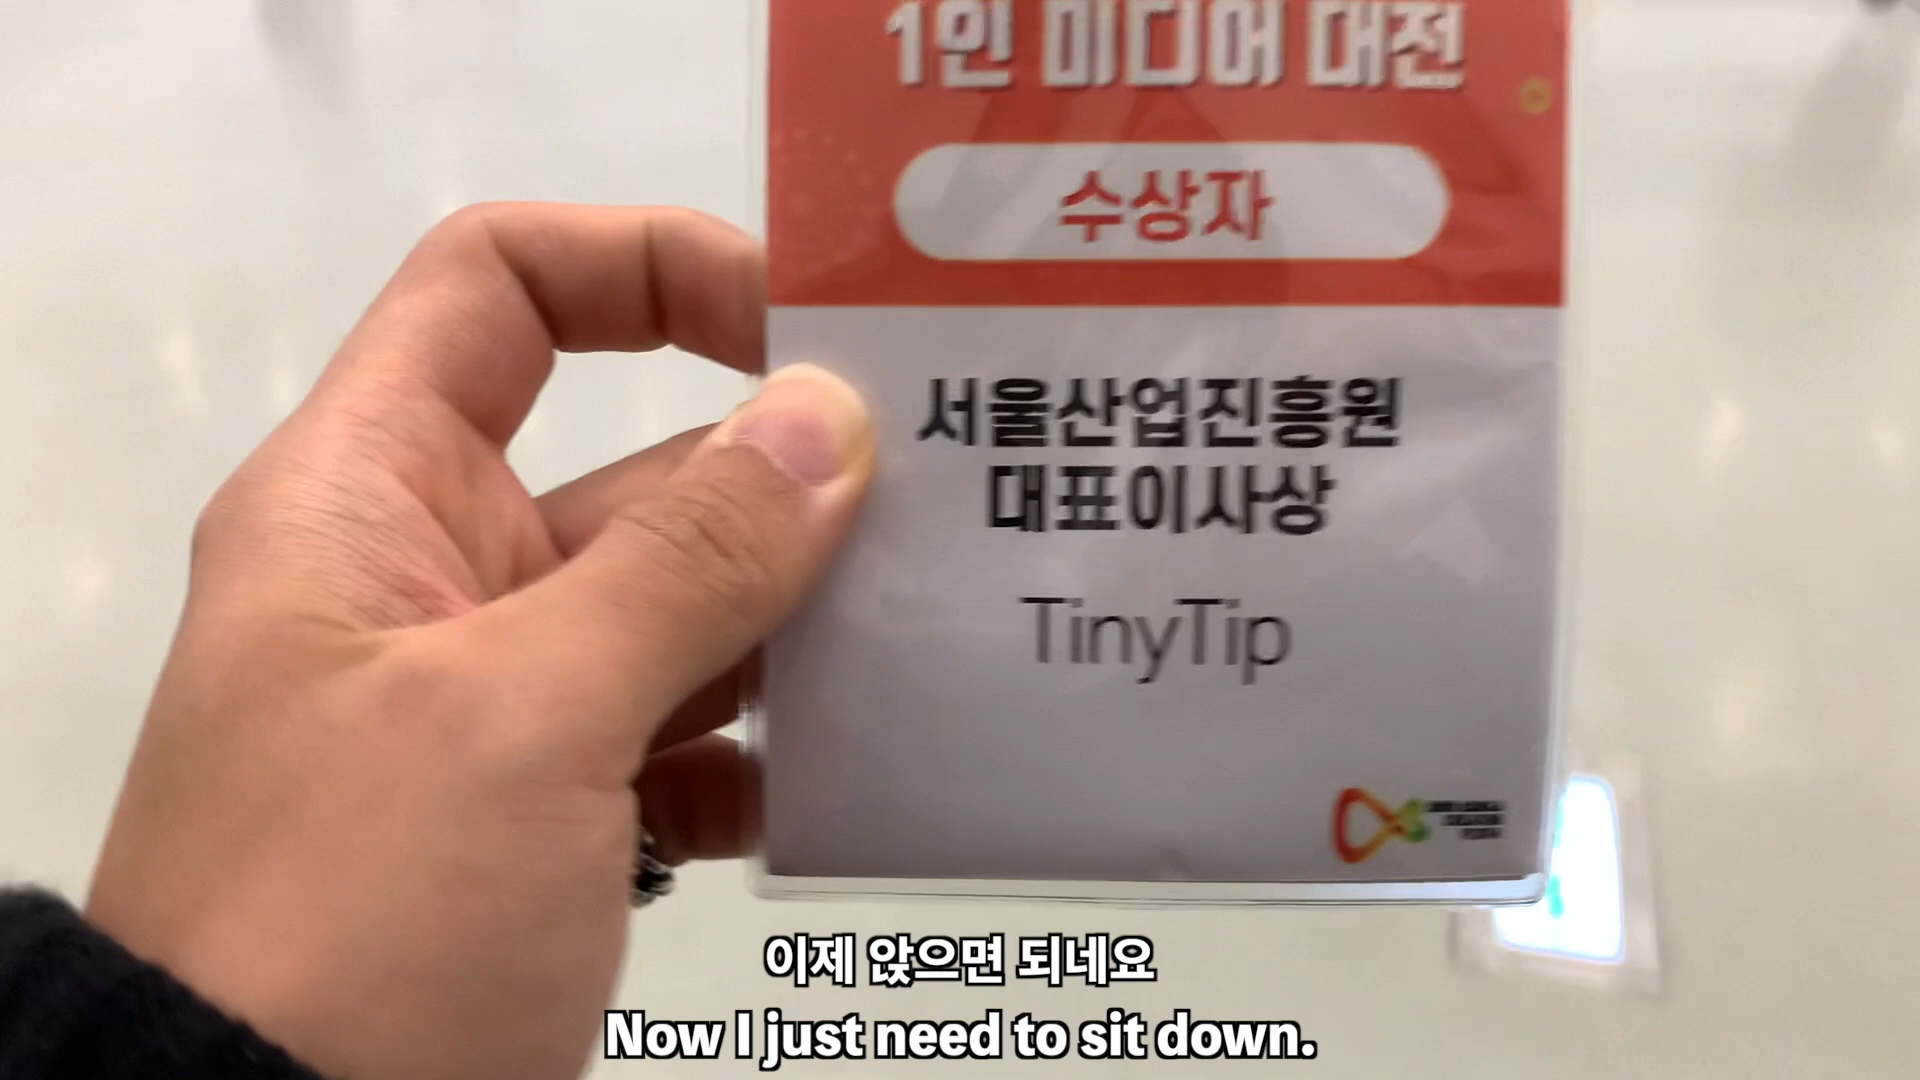 1인 미디어 대전
수상자
서울산업진흥원
대표이사상
TinyTip
이제 앉으면 되네요
Now I just need to sit down.